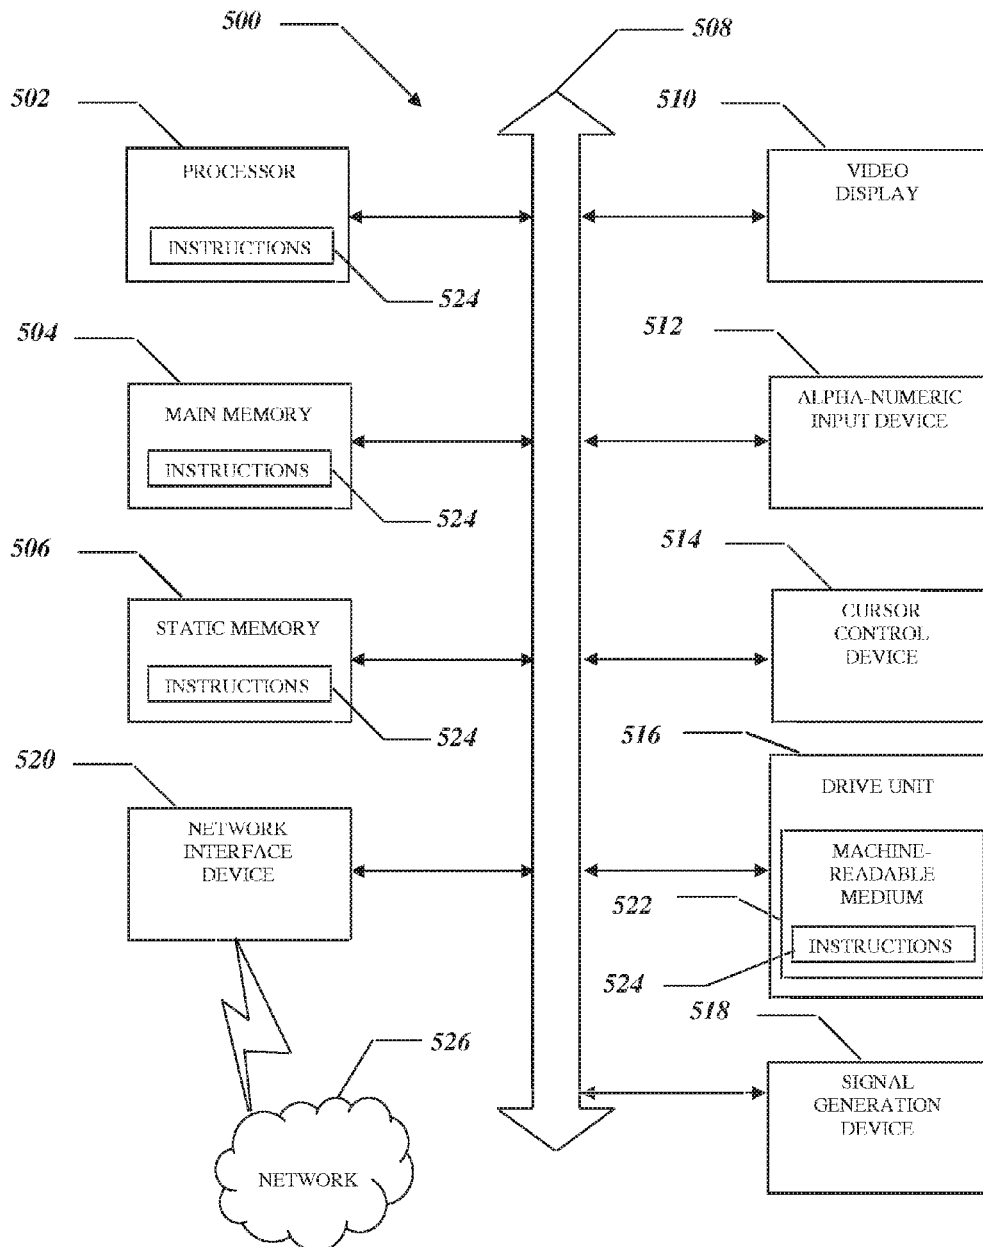 500
508
502
510
PROCESSOR
INSTRUCTIONS
524
VIDEO
DISPLAY
504
512
MAIN MEMORY
INSTRUCTIONS
524
ALPHA-NUMERIC
INPUT DEVICE
506
514
STATIC MEMORY
INSTRUCTIONS
524
CURSOR
CONTROL
DEVICE
520
516
NETWORK
INTERFACE
DEVICE
DRIVE UNIT
MACHINE-
READABLE
MEDIUM
522
INSTRUCTIONS
524
526
518
NETWORK
SIGNAL
GENERATION
DEVICE